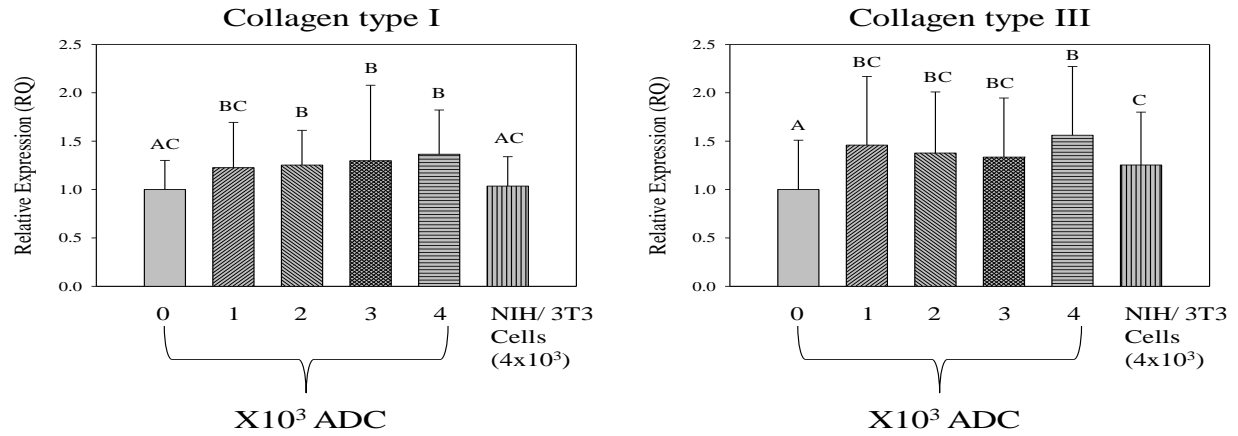 Collagen type I
Relative Expression (RQ)
2.5
2.0
1.5
1.0
0.5
0.0
AC
BC
B
B
B
AC
0 1 2 3 4 NIH/ 3T3
Cells
(4x10³)
X10³ ADC
Collagen type III
Relative Expression (RQ)
2.5
2.0
1.5
1.0
0.5
0.0
A
BC
BC
BC
B
C
0 1 2 3 4 NIH/ 3T3
Cells
(4x10³)
X10³ ADC